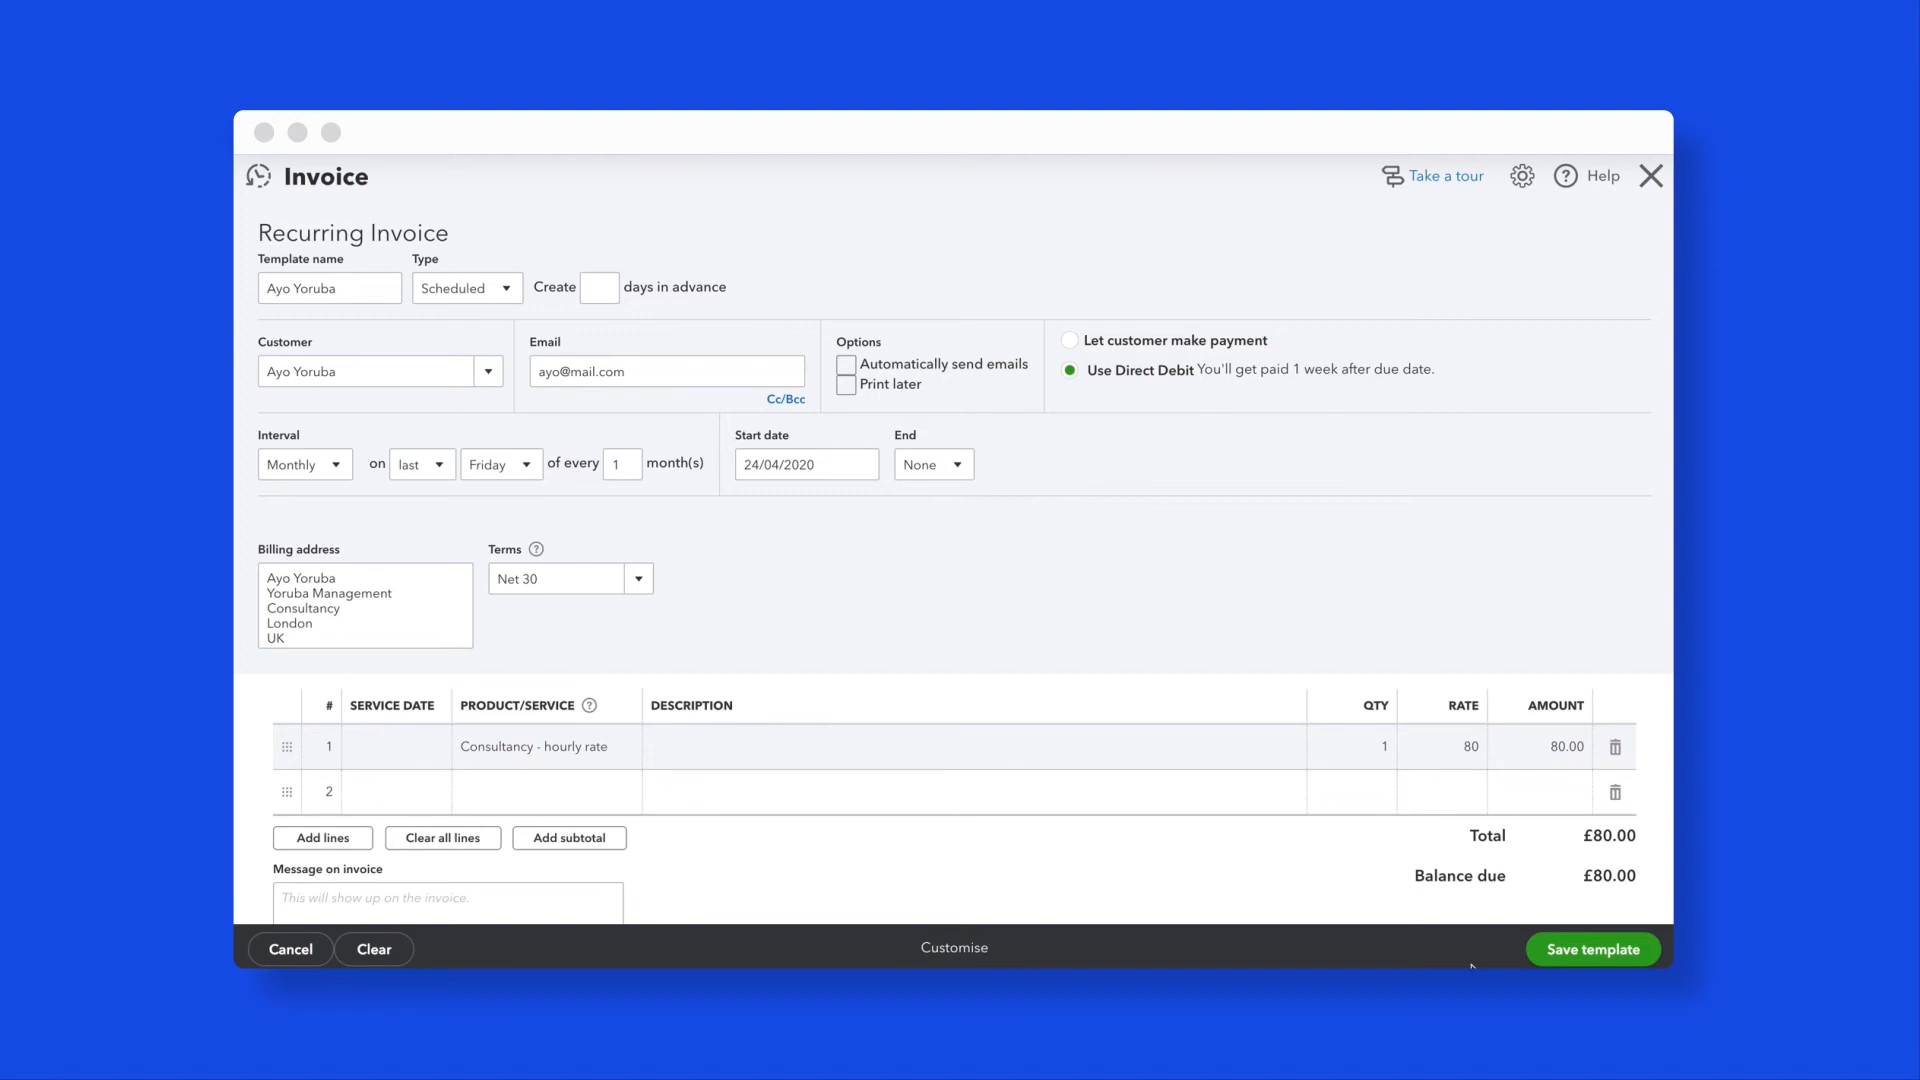 Invoice
Take a tour
Help
Recurring Invoice
Template name
Type
Ayo Yoruba
Scheduled
Create
days in advance
Customer
Email
Options
Let customer make payment
Ayo Yoruba
ayo@mail.com
Automatically send emails
Use Direct Debit You'll get paid 1 week after due date.
Print later
Cc/Bcc
Interval
Start date
End
Monthly
on
last
Friday
of every
1
month(s)
24/04/2020
None
Billing address
Terms ?
Ayo Yoruba
Yoruba Management
Consultancy
London
UK
Net 30
# SERVICE DATE PRODUCT/SERVICE ? DESCRIPTION QTY RATE AMOUNT
1 Consultancy - hourly rate 1 80 80.00
2
Add lines
Clear all lines
Add subtotal
Total £80.00
Message on invoice
Balance due £80.00
This will show up on the invoice.
Cancel
Clear
Customise
Save template